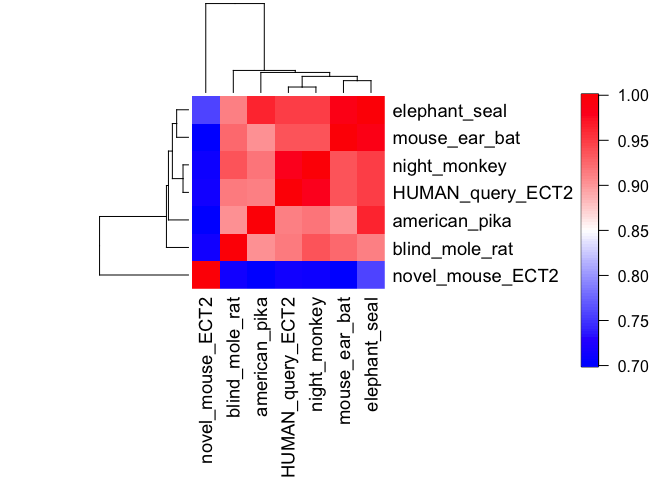 elephant_seal
mouse_ear_bat
night_monkey
HUMAN_query_ECT2
american_pika
blind_mole_rat
novel_mouse_ECT2
novel_mouse_ECT2
blind_mole_rat
american_pika
HUMAN_query_ECT2
night_monkey
mouse_ear_bat
elephant_seal
1.00
0.95
0.90
0.85
0.80
0.75
0.70